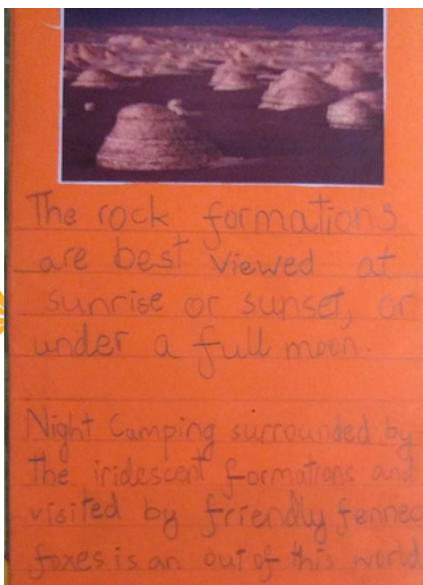 The rock formations
are best viewed at
sunrise or sunset, or
under a full moon.
Night Camping surrounded by
the iridescent formations and
visited by friendly fennec
foxes is an out of this world